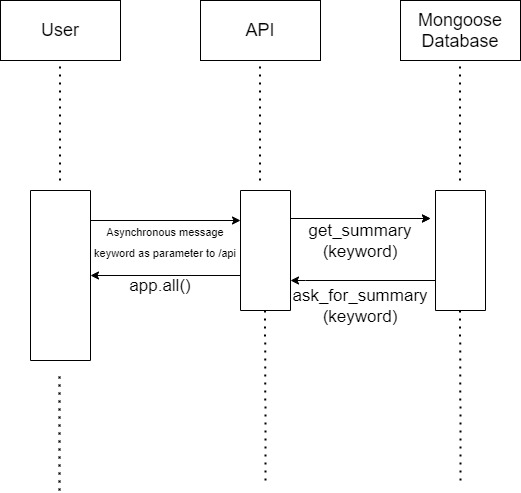 User
API
Mongoose
Database
Asynchronous message
keyword as parameter to /api
app.all()
get_summary
(keyword)
ask_for_summary
(keyword)